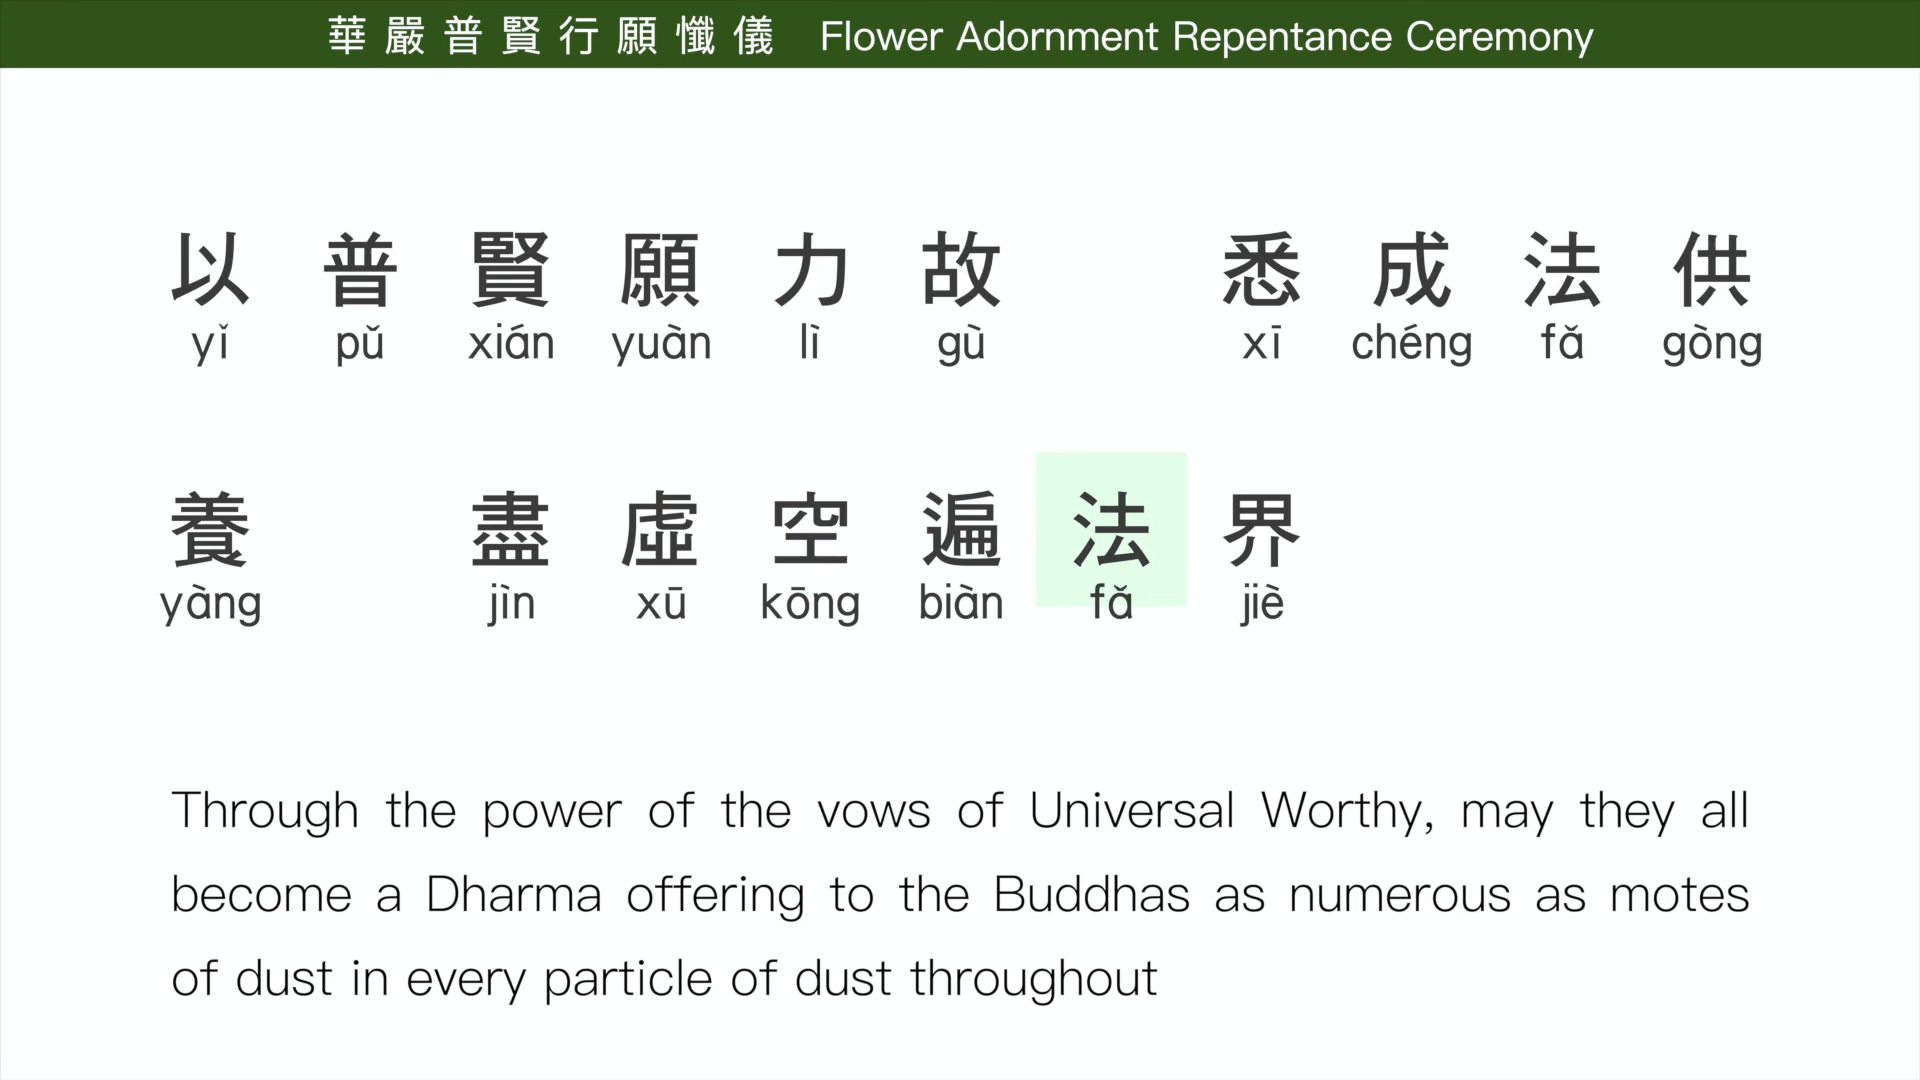 華嚴普賢行願懺儀 Flower Adornment Repentance Ceremony
以普賢願力故 悉成法供
yǐ pǔ xián yuàn lì gù xī chéng fǎ gòng
養 盡虛空遍法界
yàng jìn xū kōng biàn fǎ jiè
Through the power of the vows of Universal Worthy, may they all
become a Dharma offering to the Buddhas as numerous as motes
of dust in every particle of dust throughout